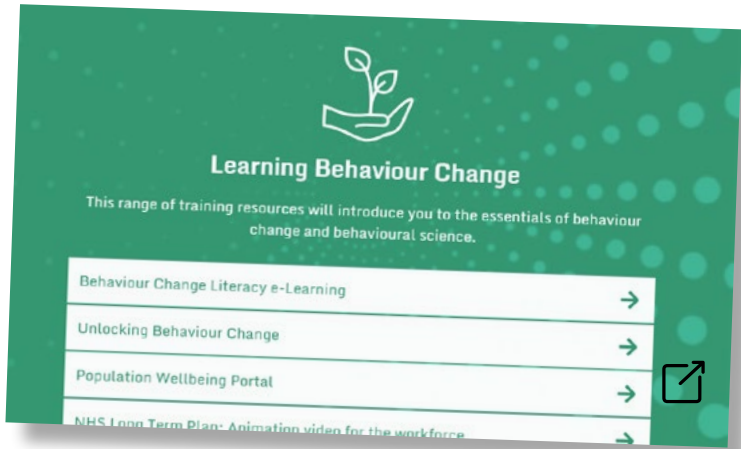 Learning Behaviour Change
This range of training resources will introduce you to the essentials of behaviour
change and behavioural science.
Behaviour Change Literacy e-Learning
Unlocking Behaviour Change
Population Wellbeing Portal
NHS Long Term Plan: Animation video for the workforce